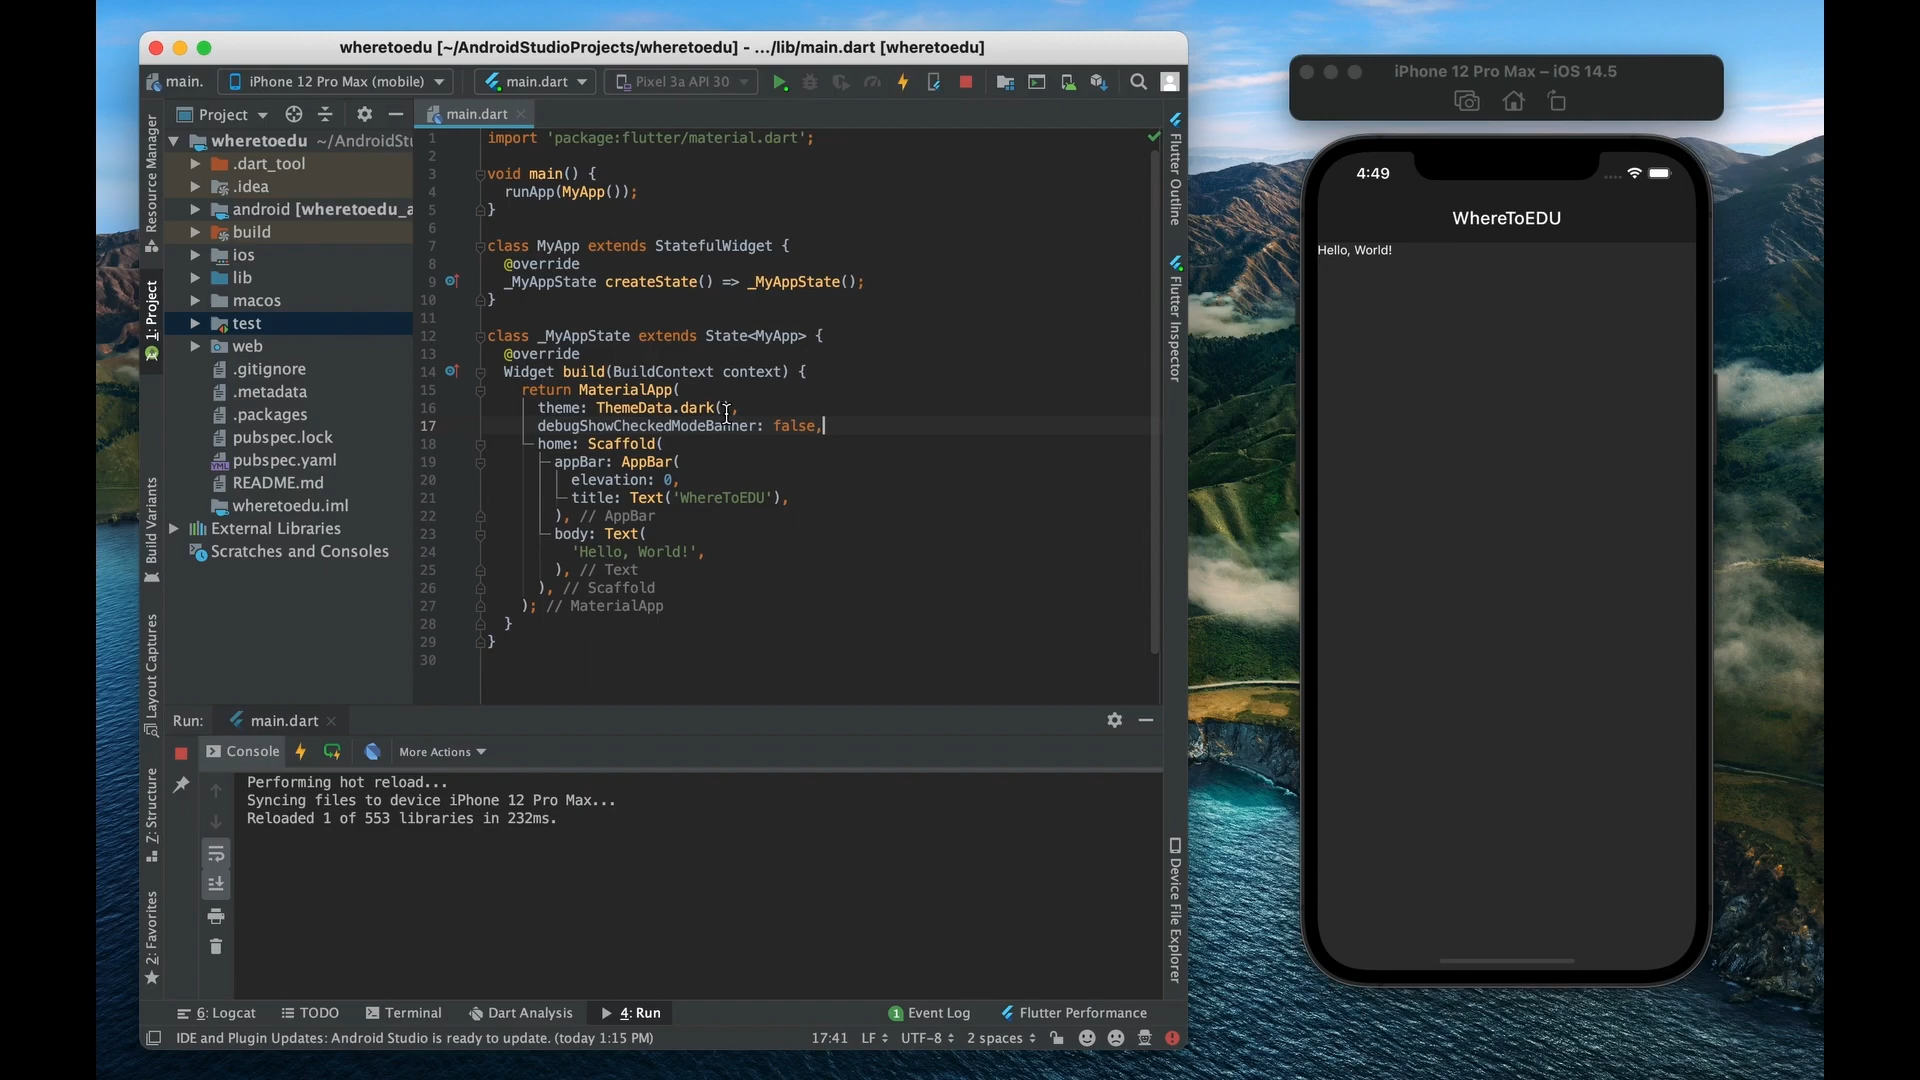 wheretoedu [~/AndroidStudioProjects/wheretoedu] - .../lib/main.dart [wheretoedu]
main.
iPhone 12 Pro Max (mobile)
main.dart
Pixel 3a API 30
Project
main.dart
Resource Manager
1: Project
Build Variants
Layout Captures
7: Structure
2: Favorites
wheretoedu ~/AndroidStu
.dart_tool
.idea
android [wheretoedu_a
build
ios
lib
macos
test
web
.gitignore
.metadata
.packages
pubspec.lock
pubspec.yaml
README.md
wheretoedu.iml
External Libraries
Scratches and Consoles
1 import 'package:flutter/material.dart';
2
3 void main() {
4 runApp(MyApp());
5 }
6
7 class MyApp extends StatefulWidget {
8 @override
9 _MyAppState createState() => _MyAppState();
10 }
11
12 class _MyAppState extends State<MyApp> {
13 @override
14 Widget build(BuildContext context) {
15 return MaterialApp(
16 theme: ThemeData.dark(),
17 debugShowCheckedModeBanner: false,
18 home: Scaffold(
19 appBar: AppBar(
20 elevation: 0,
21 title: Text('WhereToEDU'),
22 ), // AppBar
23 body: Text(
24 'Hello, World!',
25 ), // Text
26 ), // Scaffold
27 ); // MaterialApp
28 }
29 }
30
Flutter Outline
Flutter Inspector
Device File Explorer
Run:
main.dart
Console
More Actions
Performing hot reload...
Syncing files to device iPhone 12 Pro Max...
Reloaded 1 of 553 libraries in 232ms.
6: Logcat
TODO
Terminal
Dart Analysis
4: Run
1 Event Log
Flutter Performance
IDE and Plugin Updates: Android Studio is ready to update. (today 1:15 PM)
17:41
LF
UTF-8
2 spaces
iPhone 12 Pro Max – iOS 14.5
4:49
WhereToEDU
Hello, World!